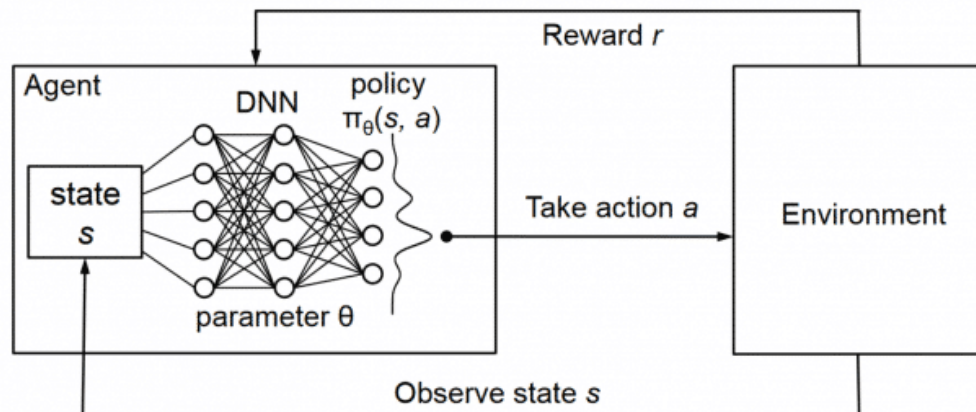 Reward r
Agent
policy
DNN
πθ(s, a)
state
s
Take action a
Environment
parameter θ
Observe state s